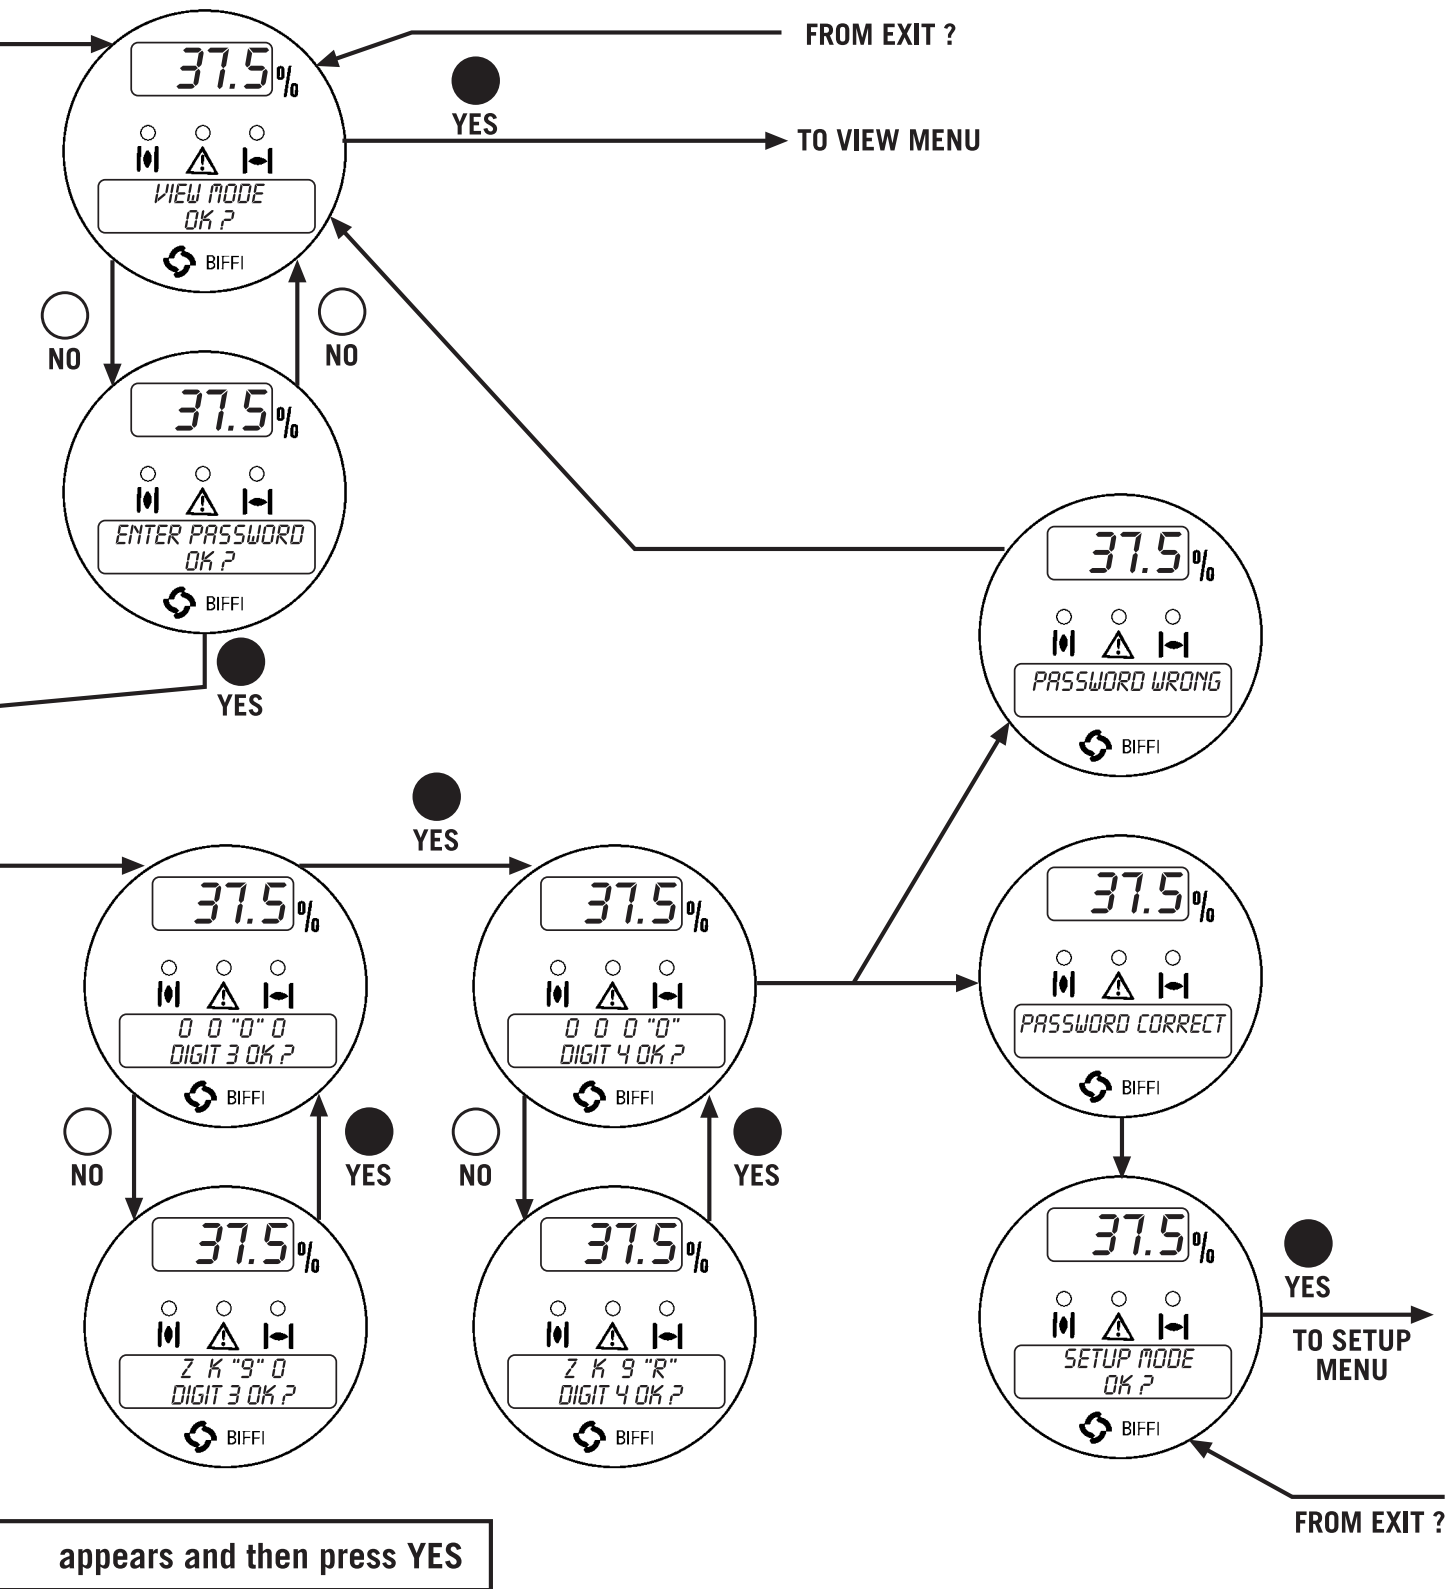 FROM EXIT ?
37.5%
YES
TO VIEW MENU
VIEW MODE
OK ?
BIFFI
NO
NO
37.5%
ENTER PASSWORD
OK ?
BIFFI
YES
37.5%
PASSWORD WRONG
BIFFI
YES
37.5%
0 0 "0" 0
DIGIT 3 OK ?
BIFFI
37.5%
0 0 0 "0"
DIGIT 4 OK ?
BIFFI
37.5%
PASSWORD CORRECT
BIFFI
NO
YES
NO
YES
37.5%
Z K "9" 0
DIGIT 3 OK ?
BIFFI
37.5%
Z K 9 "R"
DIGIT 4 OK ?
BIFFI
37.5%
SETUP MODE
OK ?
BIFFI
YES
TO SETUP
MENU
FROM EXIT ?
appears and then press YES